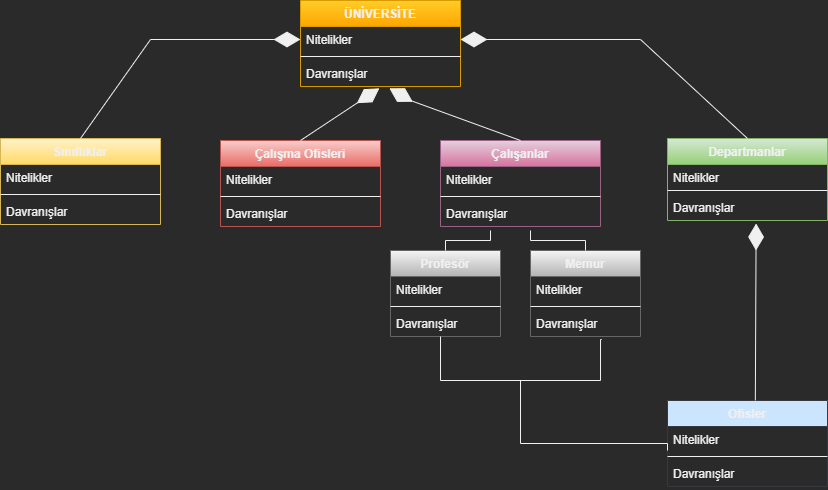 ÜNİVERSİTE
Nitelikler
Davranışlar
Sınıflıklar
Nitelikler
Davranışlar
Çalışma Ofisleri
Nitelikler
Davranışlar
Çalışanlar
Nitelikler
Davranışlar
Departmanlar
Nitelikler
Davranışlar
Profesör
Nitelikler
Davranışlar
Memur
Nitelikler
Davranışlar
Ofisler
Nitelikler
Davranışlar